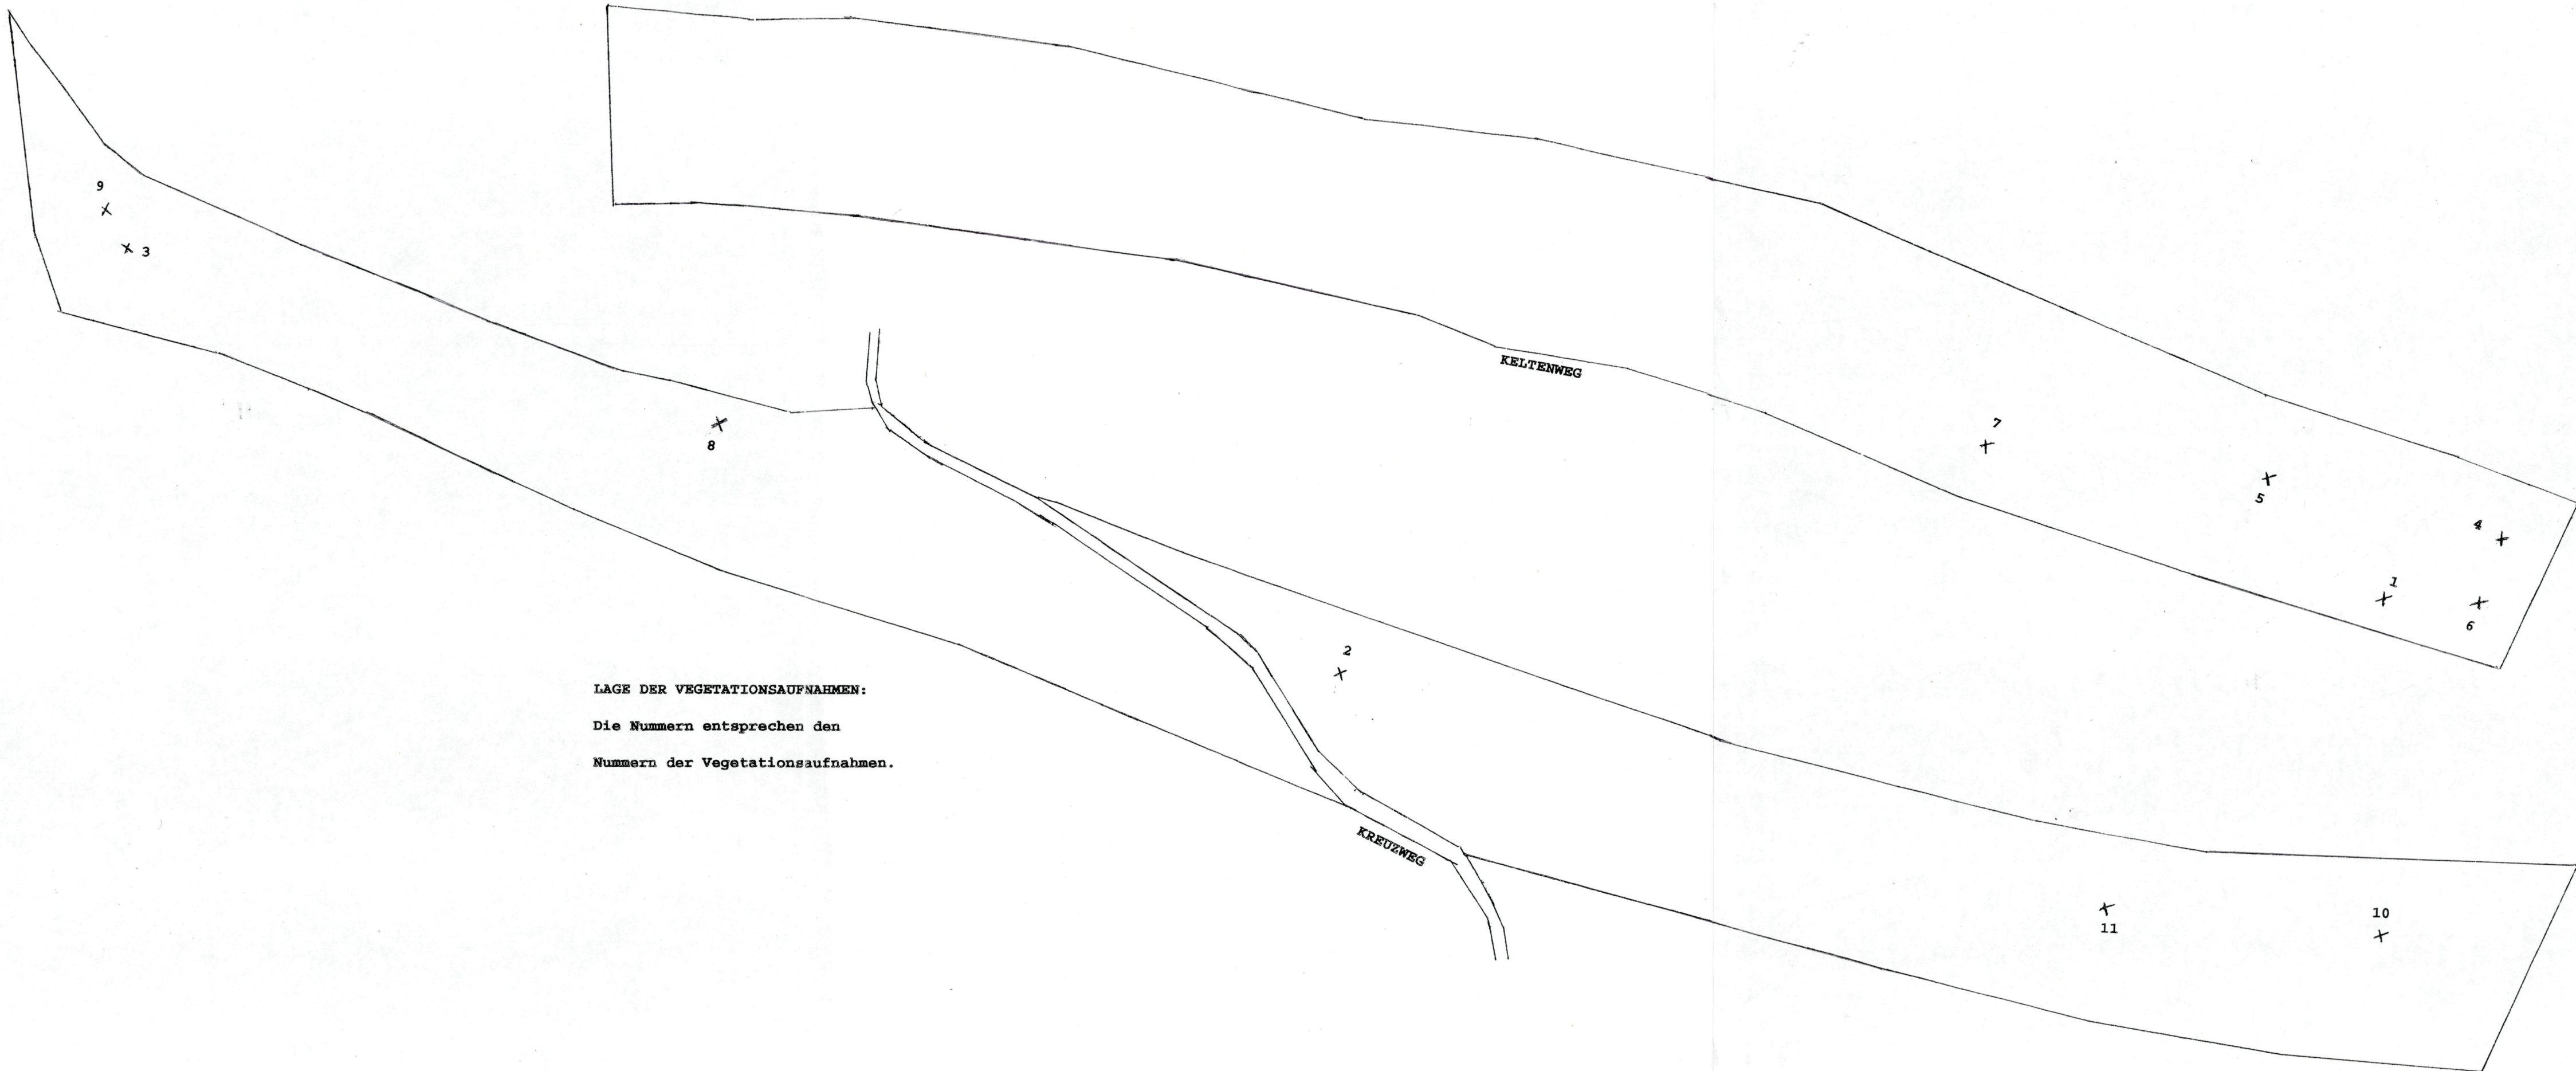 9
3
8
KELTENWEG
7
5
4
1
6
2
LAGE DER VEGETATIONSAUFNAHMEN:
Die Nummern entsprechen den
Nummern der Vegetationsaufnahmen.
KREUZWEG
11
10